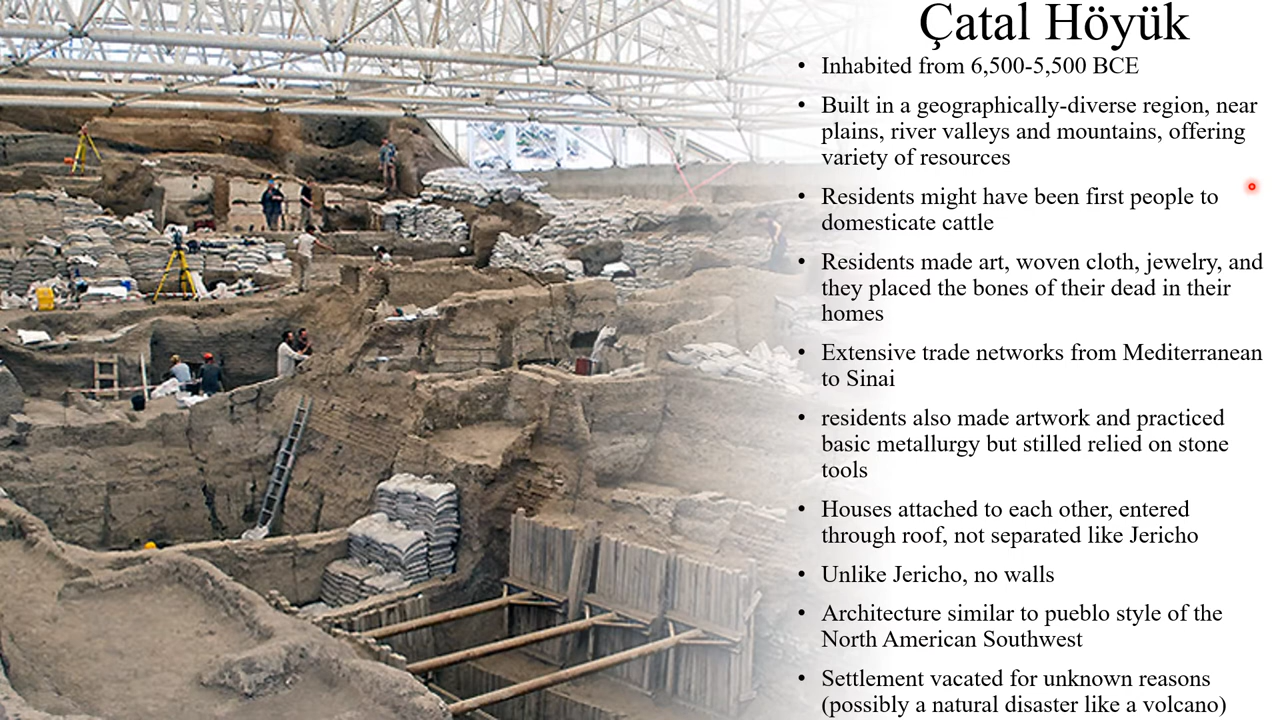 Çatal Höyük
• Inhabited from 6,500-5,500 BCE
• Built in a geographically-diverse region, near
plains, river valleys and mountains, offering
variety of resources
• Residents might have been first people to
domesticate cattle
• Residents made art, woven cloth, jewelry, and
they placed the bones of their dead in their
homes
• Extensive trade networks from Mediterranean
to Sinai
• residents also made artwork and practiced
basic metallurgy but stilled relied on stone
tools
• Houses attached to each other, entered
through roof, not separated like Jericho
• Unlike Jericho, no walls
• Architecture similar to pueblo style of the
North American Southwest
• Settlement vacated for unknown reasons
(possibly a natural disaster like a volcano)